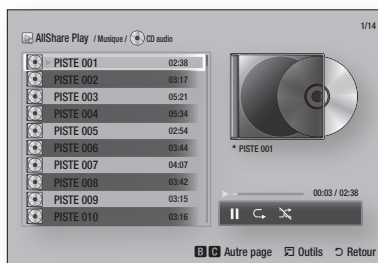 1/14
AllShare Play / Musique / CD audio
PISTE 001 02:38
PISTE 002 03:17
PISTE 003 05:21
PISTE 004 05:34
PISTE 005 02:54
PISTE 006 03:44
PISTE 007 04:07
PISTE 008 03:42
PISTE 009 03:15
PISTE 010 03:16
* PISTE 001
00:03 / 02:38
B C Autre page Outils Retour